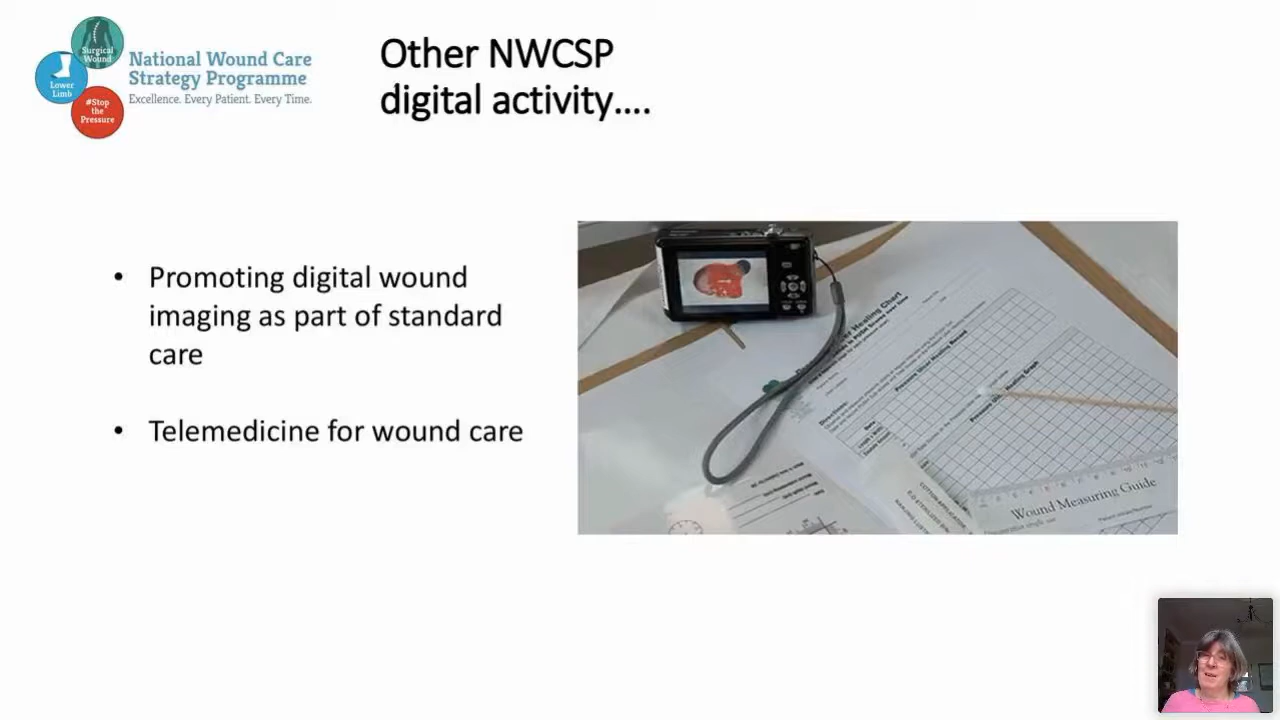 Surgical
Wound
Lower
Limb
#Stop
the
Pressure
National Wound Care
Strategy Programme
Excellence. Every Patient. Every Time.
Other NWCSP
digital activity....
• Promoting digital wound
imaging as part of standard
care
• Telemedicine for wound care
Healing Chart
Pressure Ulcer Healing Record
Healing Graph
Wound Measuring Guide